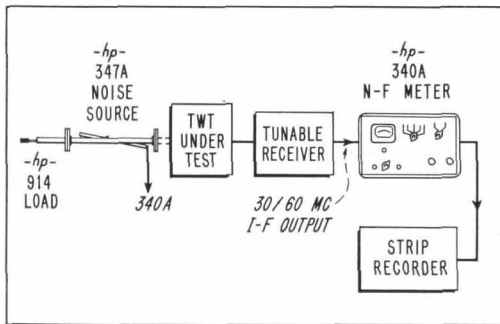 -hp-
347A
NOISE
SOURCE
-hp-
914
LOAD
340A
TWT
UNDER
TEST
TUNABLE
RECEIVER
30/60 MC
I-F OUTPUT
-hp-
340A
N-F METER
STRIP
RECORDER